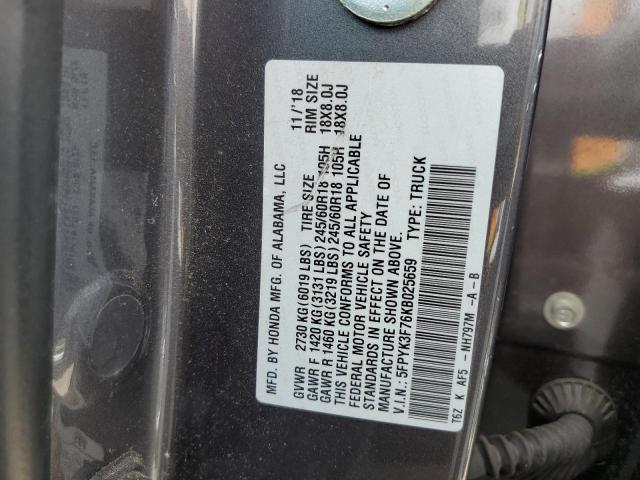 MFD. BY HONDA MFG. OF ALABAMA, LLC 11/'18
GVWR 2730 KG(6019 LBS) TIRE SIZE RIM SIZE
GAWR F 1420 KG(3131 LBS) 245/60R18 105H 18X8.0J
GAWR R 1460 KG(3219 LBS) 245/60R18 105H 18X8.0J
THIS VEHICLE CONFORMS TO ALL APPLICABLE
FEDERAL MOTOR VEHICLE SAFETY
STANDARDS IN EFFECT ON THE DATE OF
MANUFACTURE SHOWN ABOVE.
V.I.N.: 5FPYK3F76KB025659 TYPE: TRUCK
T6Z K AF5 -NH797M -A-B